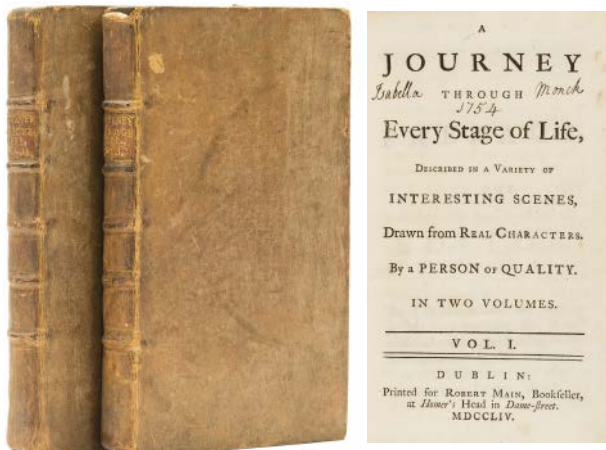 A
JOURNEY
Isabella THROUGH Monck
1754
Every Stage of Life,
DESCRIBED IN A VARIETY OF
INTERESTING SCENES,
Drawn from REAL CHARACTERS.
By a PERSON OF QUALITY.
IN TWO VOLUMES.
VOL. I.
DUBLIN:
Printed for ROBERT MAIN, Bookſeller,
at Homer's Head in Dame-ſtreet.
MDCCLIV.